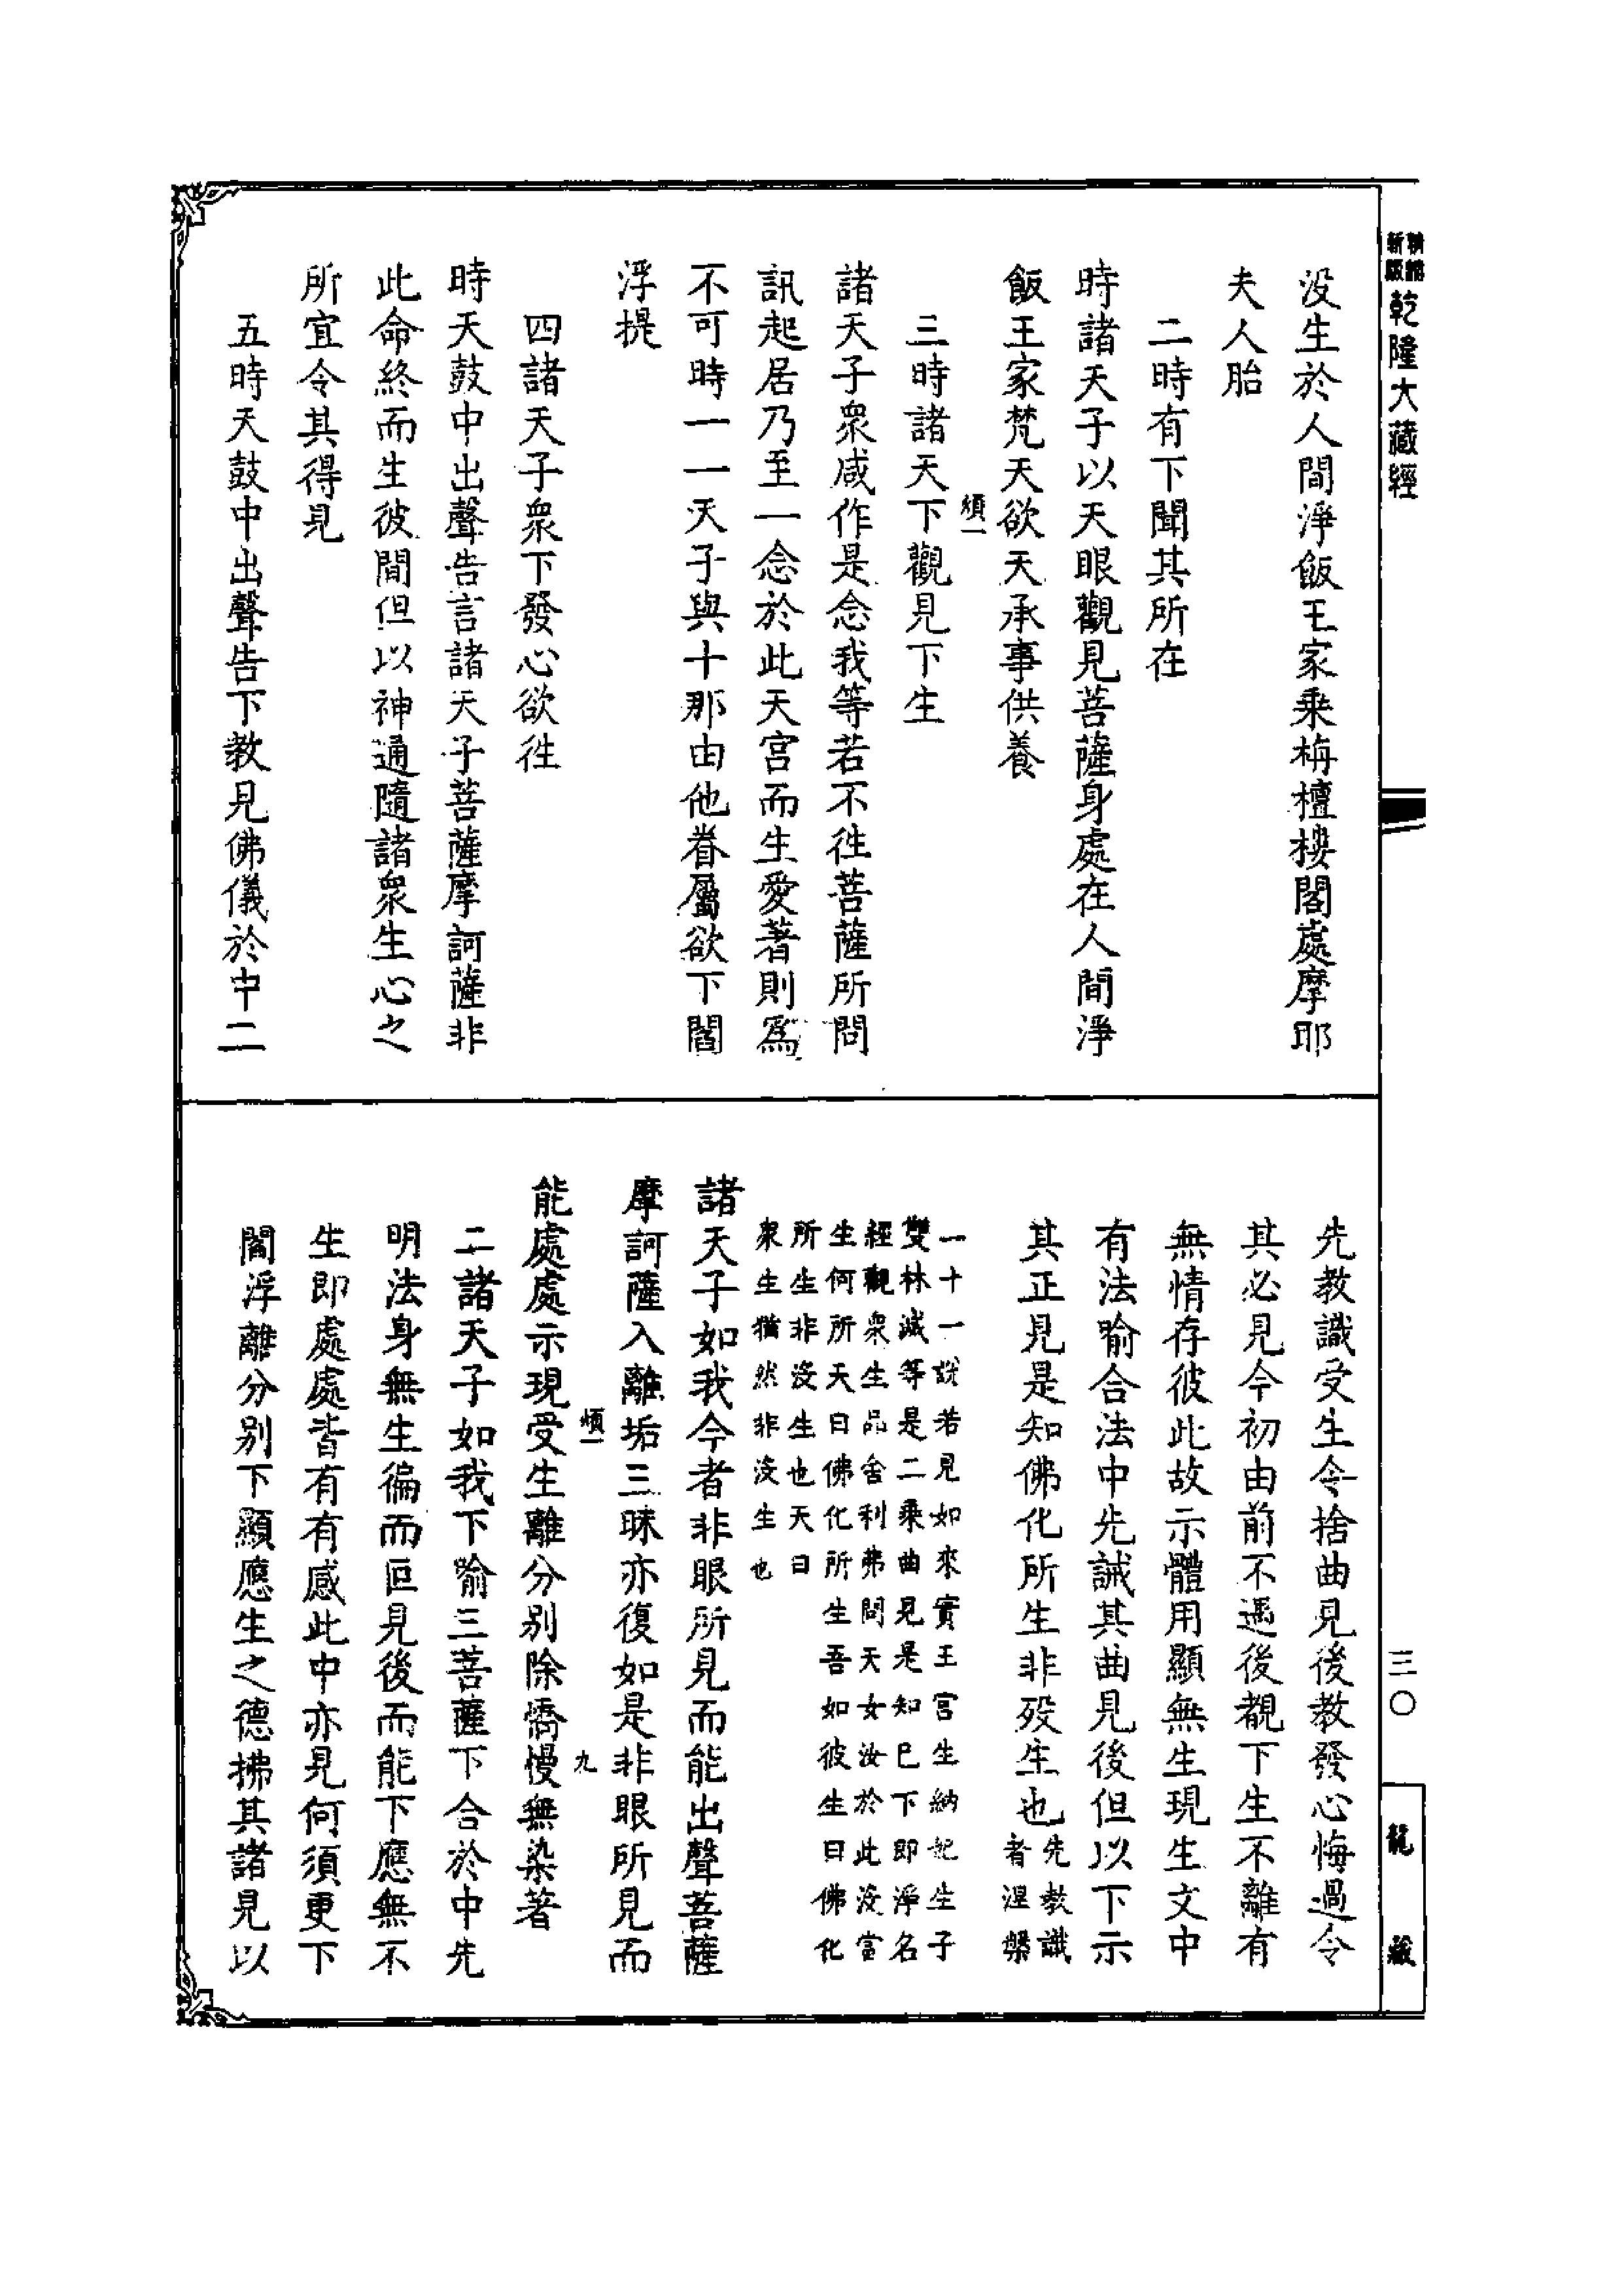 乾隆大藏經
没生於人間淨飯王家乗栴檀樓閣處摩耶
夫人胎
二時有下聞其所在
時諸天子以天眼觀見菩薩身處在人間淨
飯王家梵天欲天承事供養
三時諸天下觀見下生
諸天子衆咸作是念我等若不徃菩薩所問
訊起居乃至一念於此天宫而生愛著則爲
不可時一一天子與十那由他眷屬欲下閻
浮提
四諸天子衆下發心欲徃
時天鼓中出聲告言諸天子菩薩摩訶薩非
此命終而生彼間但以神通隨諸衆生心之
所宜令其得見
五時天鼓中出聲告下教見佛儀於中二
三〇
先教識受生令捨曲見後教發心悔過令
其必見今初由前不遇後覩下生不離有
無情存彼此故示體用顯無生現生文中
有法喻合法中先誡其曲見後但以下示
其正見是知佛化所生非殁生也先教識
者涅槃
一十一説若見如來實王宫生納妃生子
雙林滅等是二乗曲見是知已下即淨名
經觀衆生品舍利弗問天女汝於此没當
生何所天曰佛化所生吾如彼生曰佛化
所生非没生也天曰
衆生猶然非没生也
諸天子如我今者非眼所見而能出聲菩薩
摩訶薩入離垢三昧亦復如是非眼所見而
能處處示現受生離分别除憍慢無染著
二諸天子如我下喻三菩薩下合於中先
明法身無生徧而叵見後而能下應無不
生即處處皆有有感此中亦見何須更下
閻浮離分别下顯應生之德拂其諸見以
九
龍藏